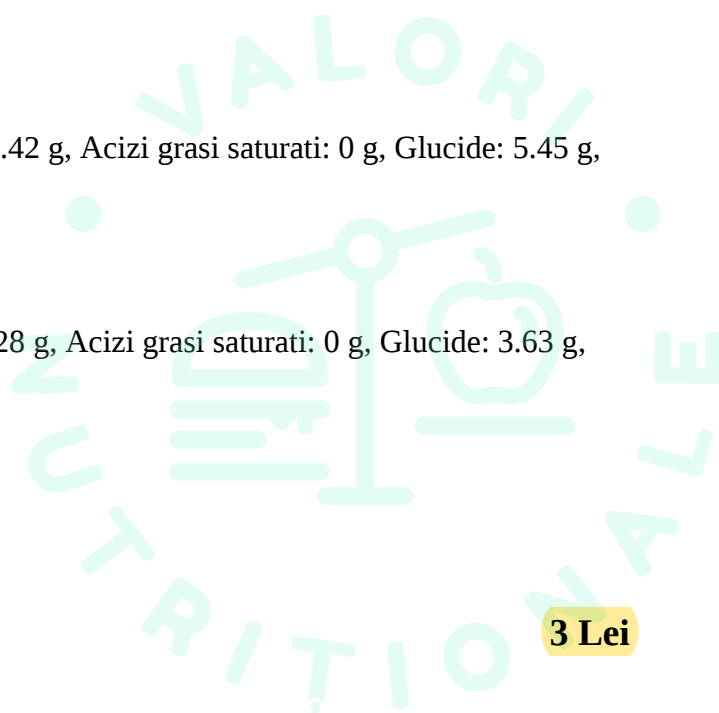 VALORI
.42 g, Acizi grasi saturati: 0 g, Glucide: 5.45 g,
28 g, Acizi grasi saturati: 0 g, Glucide: 3.63 g,
NUTRIȚIONALE
3 Lei